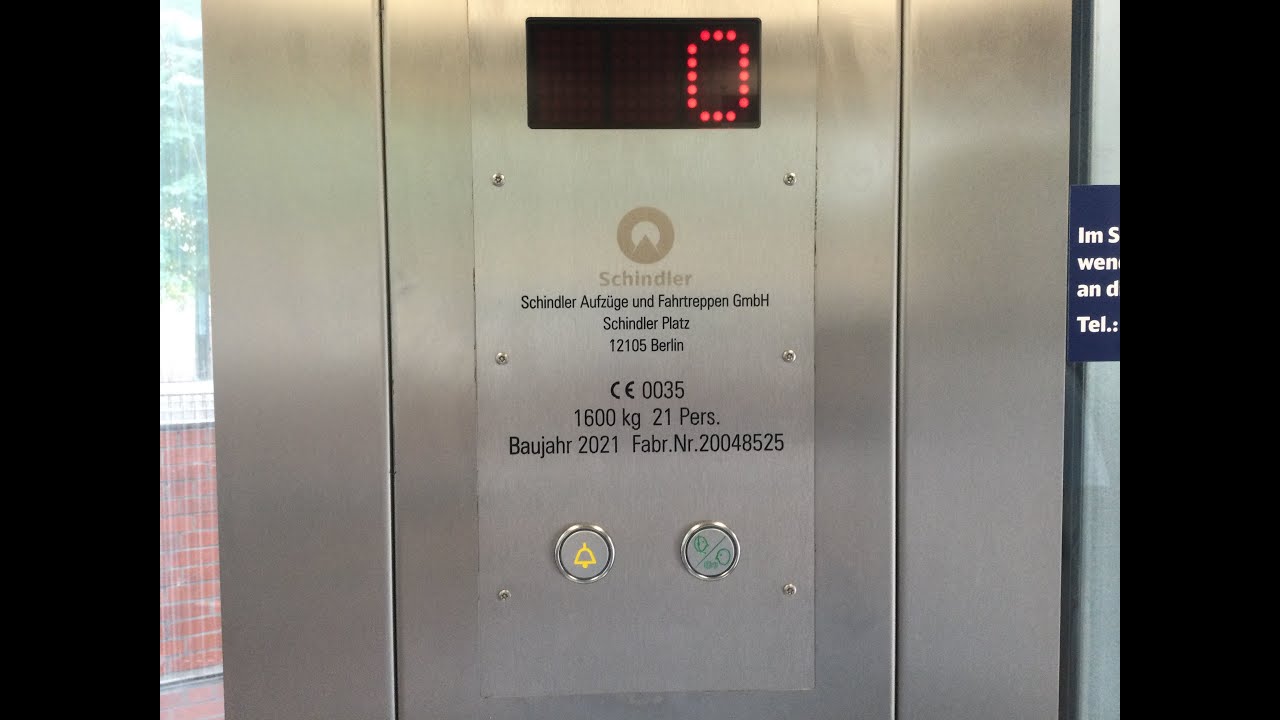 0
Schindler
Schindler Aufzüge und Fahrtreppen GmbH
Schindler Platz
12105 Berlin
CE 0035
1600 kg 21 Pers.
Baujahr 2021 Fabr.Nr.20048525
Im
an
Tel.: